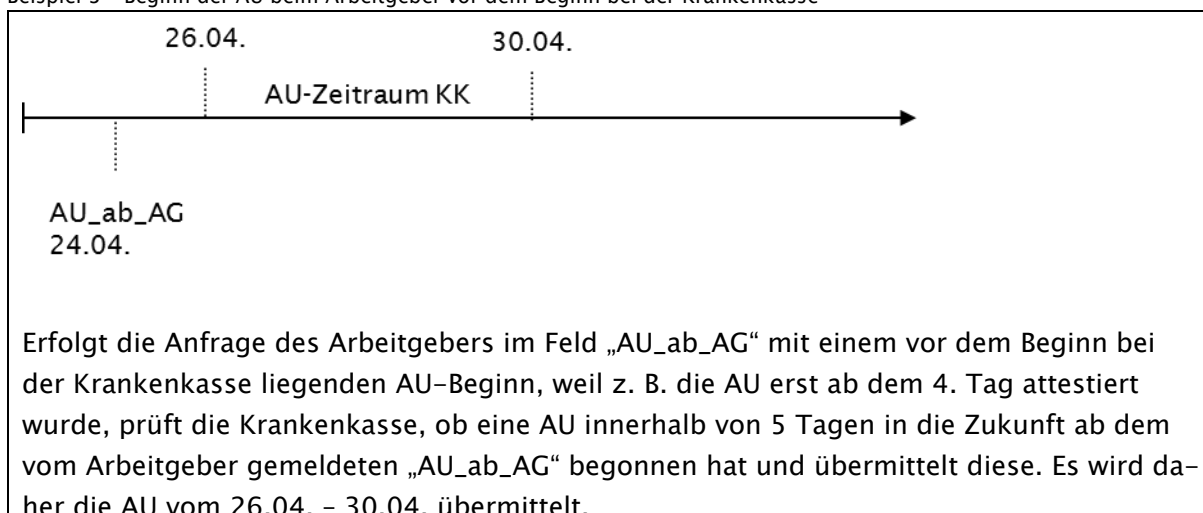 Beispiel 3 – Beginn der AU beim Arbeitgeber vor dem Beginn bei der Krankenkasse
26.04.
30.04.
AU-Zeitraum KK
AU_ab_AG
24.04.
Erfolgt die Anfrage des Arbeitgebers im Feld „AU_ab_AG“ mit einem vor dem Beginn bei
der Krankenkasse liegenden AU-Beginn, weil z. B. die AU erst ab dem 4. Tag attestiert
wurde, prüft die Krankenkasse, ob eine AU innerhalb von 5 Tagen in die Zukunft ab dem
vom Arbeitgeber gemeldeten „AU_ab_AG“ begonnen hat und übermittelt diese. Es wird da-
her die AU vom 26.04. – 30.04. übermittelt.